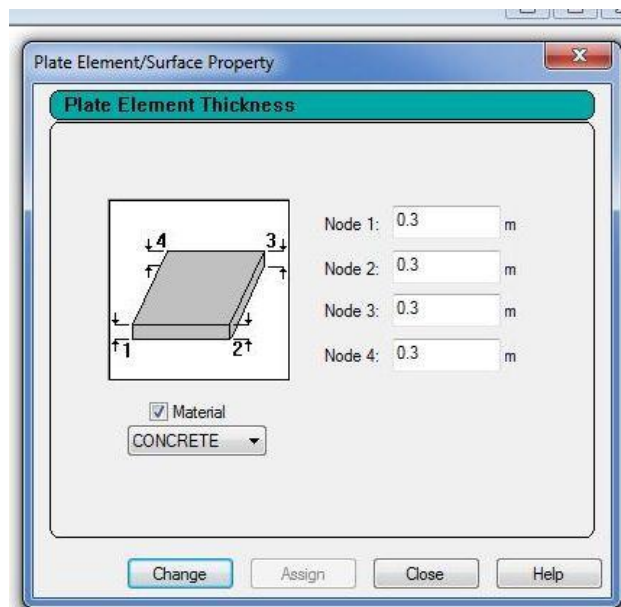 Plate Element/Surface Property
Plate Element Thickness
4 3
1 2
Node 1: 0.3 m
Node 2: 0.3 m
Node 3: 0.3 m
Node 4: 0.3 m
Material
CONCRETE
Change Assign Close Help